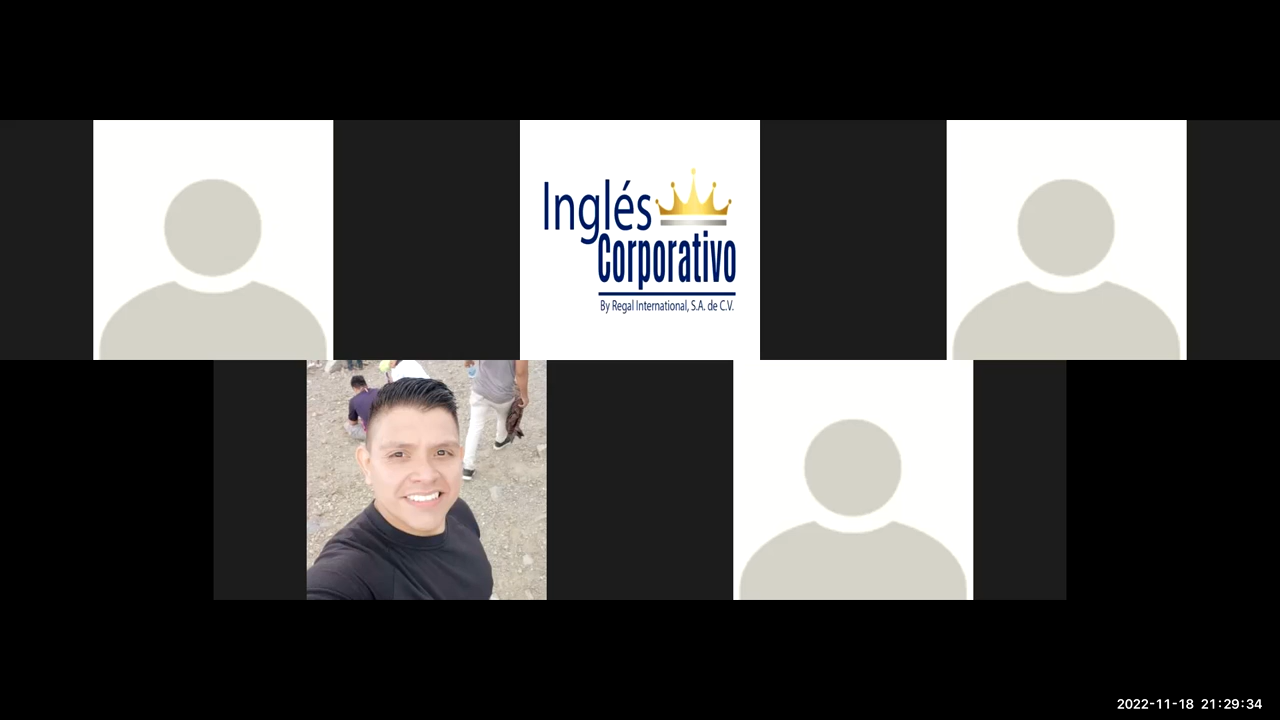 Inglés
Corporativo
By Regal International, S.A. de C.V.
2022-11-18 21:29:34